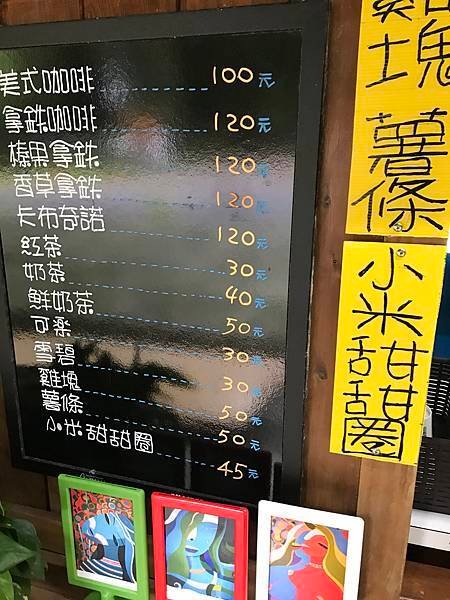 美式咖啡 100元
拿鉄咖啡 120元
榛果拿鉄 120元
香草拿鉄 120元
卡布奇諾 120元
紅茶 30元
奶茶 40元
鮮奶茶 50元
可樂 30元
雪碧 30元
雞塊 50元
薯條 50元
小米甜甜圈 45元
雞塊
薯條
小米甜甜圈